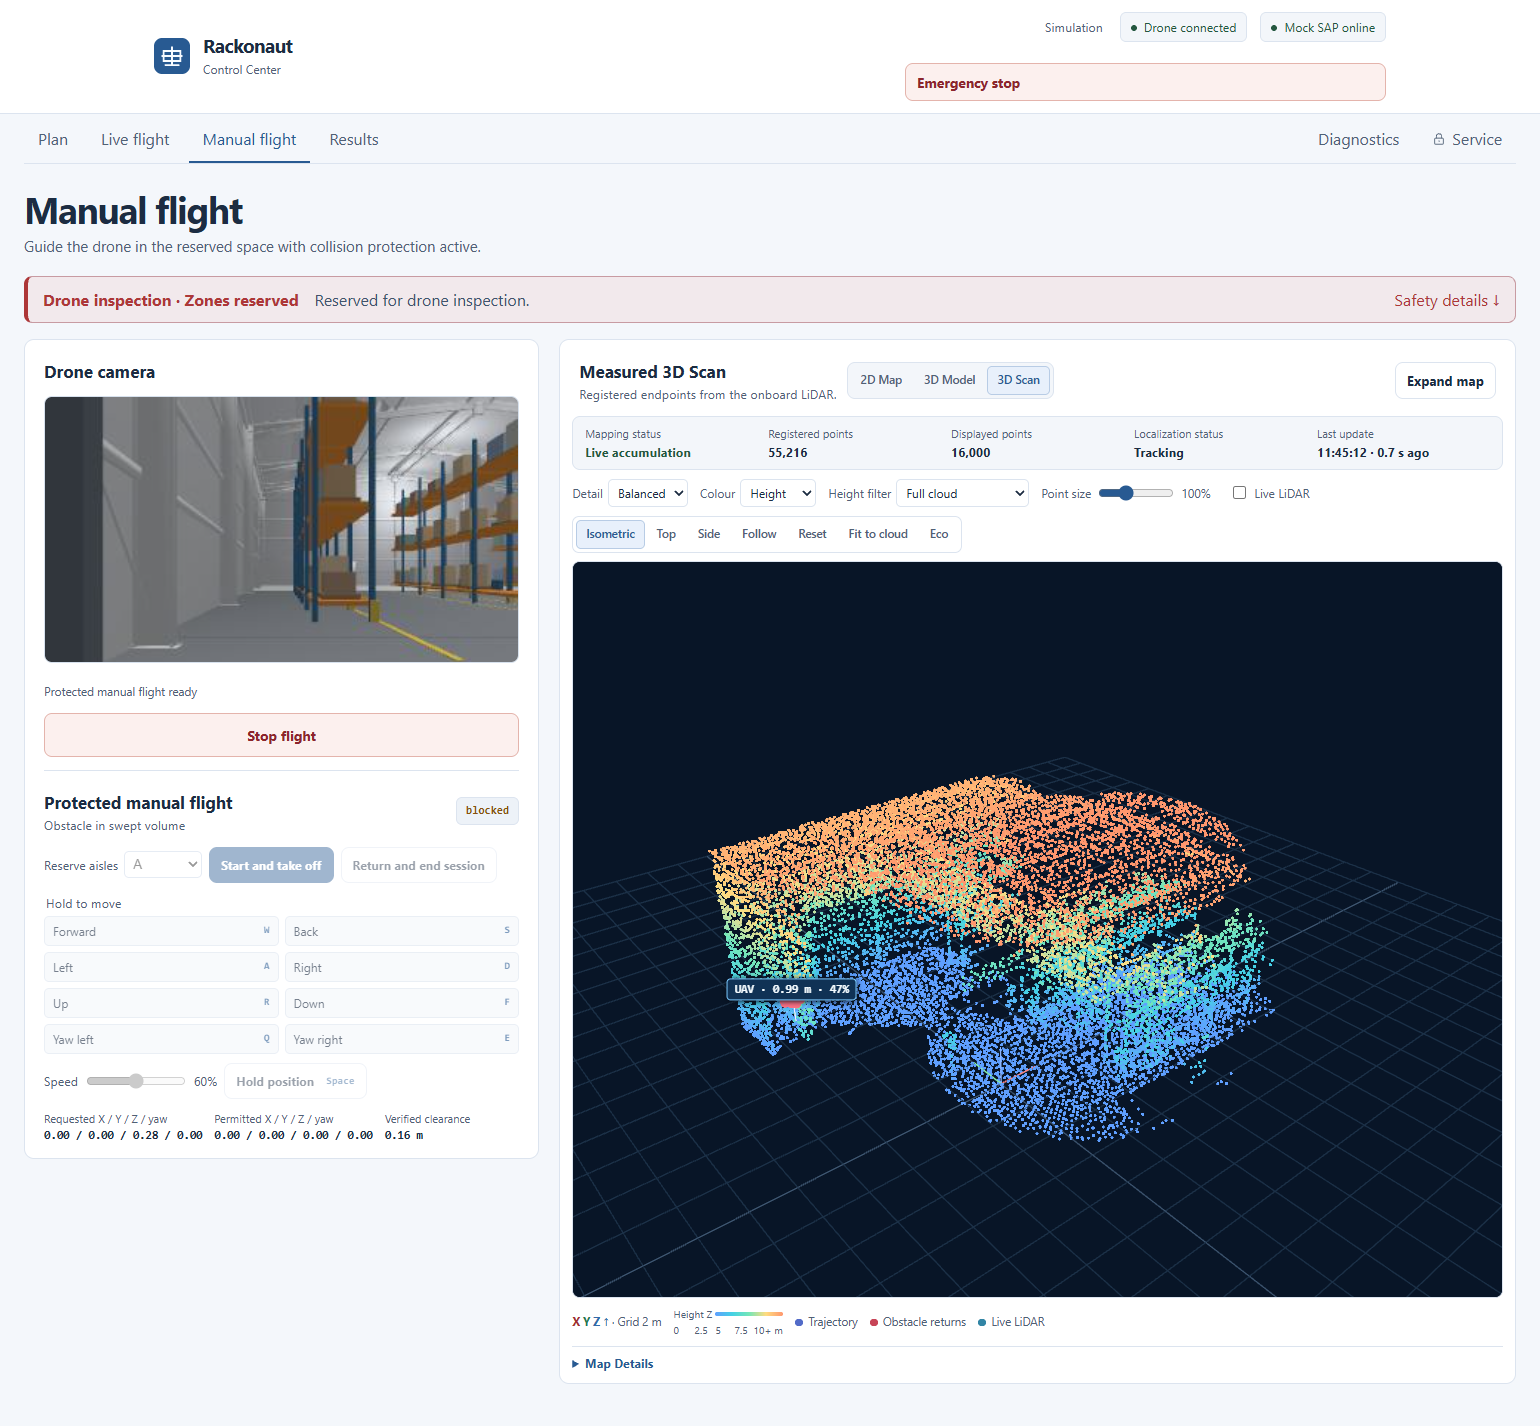 Rackonaut
Control Center
Simulation
Drone connected
Mock SAP online
Emergency stop
Plan
Live flight
Manual flight
Results
Diagnostics
Service
Manual flight
Guide the drone in the reserved space with collision protection active.
Drone inspection · Zones reserved Reserved for drone inspection.
Safety details ↓
Drone camera
Protected manual flight ready
Stop flight
Protected manual flight
Obstacle in swept volume
blocked
Reserve aisles A
Start and take off
Return and end session
Hold to move
Forward W
Back S
Left A
Right D
Up R
Down F
Yaw left Q
Yaw right E
Speed 60%
Hold position Space
Requested X / Y / Z / yaw
0.00 / 0.00 / 0.28 / 0.00
Permitted X / Y / Z / yaw
0.00 / 0.00 / 0.00 / 0.00
Verified clearance
0.16 m
Measured 3D Scan
Registered endpoints from the onboard LiDAR.
2D Map
3D Model
3D Scan
Expand map
Mapping status
Live accumulation
Registered points
55,216
Displayed points
16,000
Localization status
Tracking
Last update
11:45:12 · 0.7 s ago
Detail Balanced
Colour Height
Height filter Full cloud
Point size 100%
Live LiDAR
Isometric
Top
Side
Follow
Reset
Fit to cloud
Eco
UAV · 0.99 m · 47%
X Y Z ↑ · Grid 2 m
Height Z
0 2.5 5 7.5 10+ m
Trajectory
Obstacle returns
Live LiDAR
Map Details